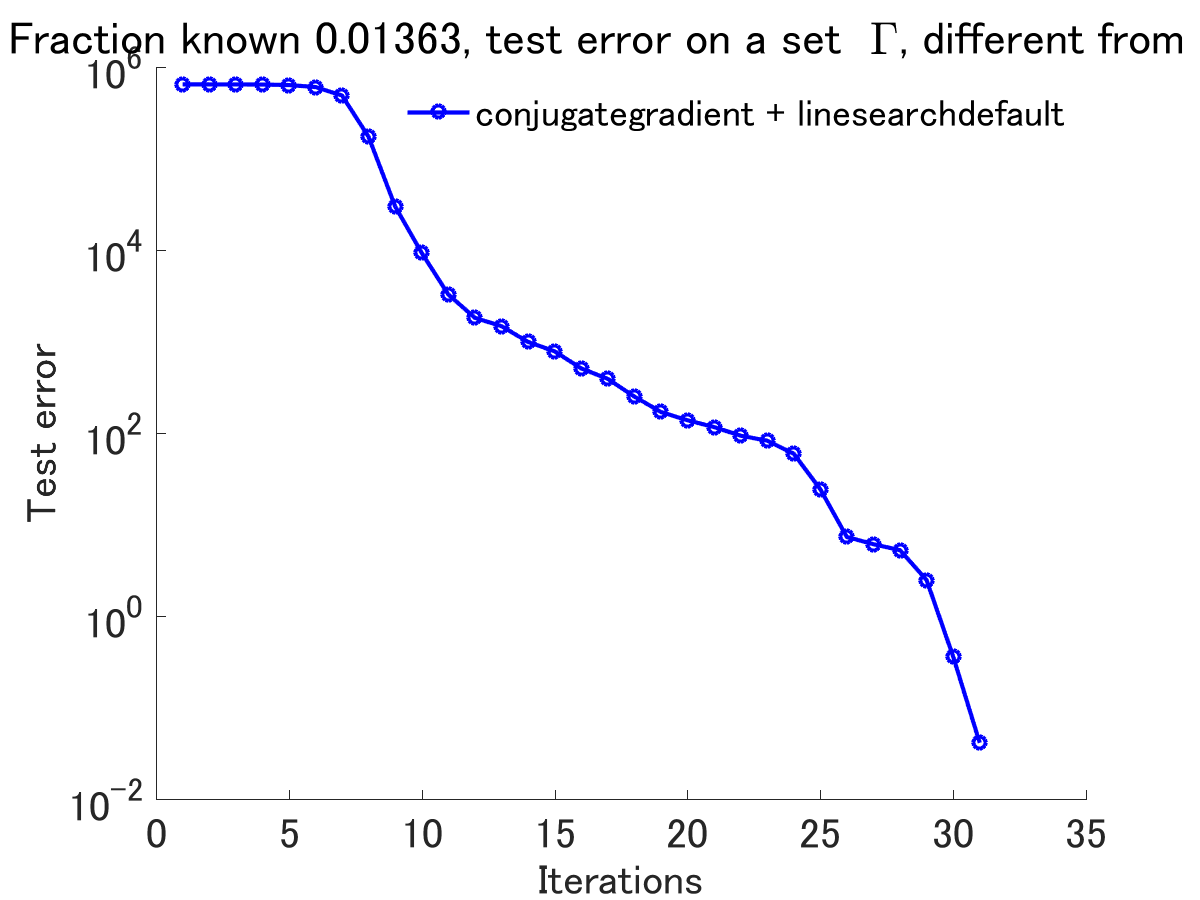 Fraction known 0.01363, test error on a set Γ, different from
conjugategradient + linesearchdefault
Test error
10^6
10^4
10^2
10^0
10^-2
0 5 10 15 20 25 30 35
Iterations